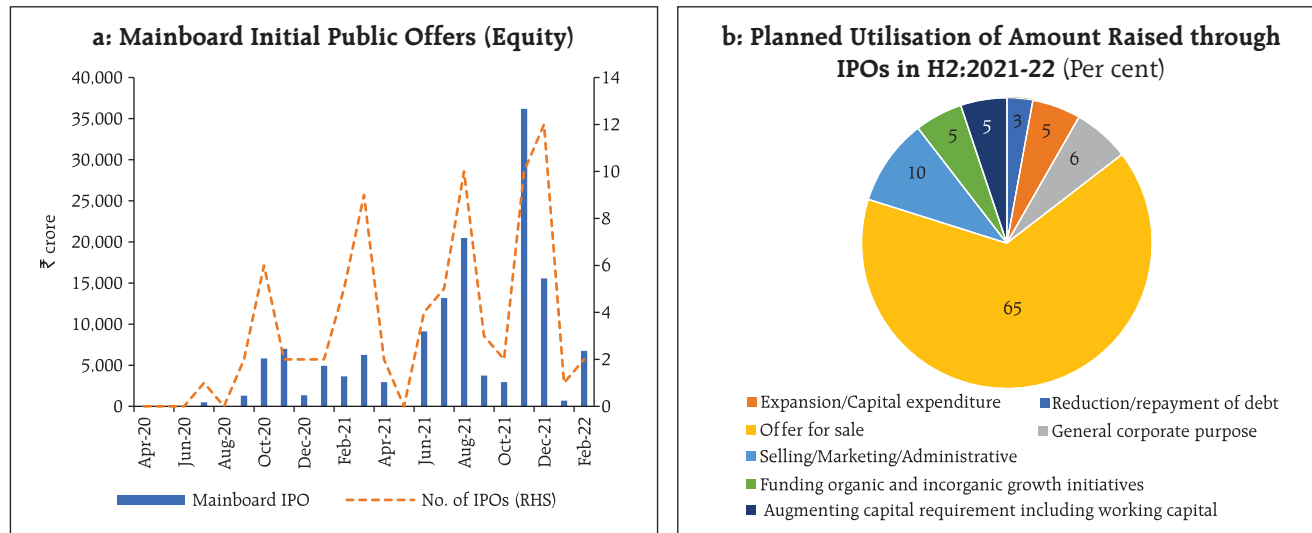 a: Mainboard Initial Public Offers (Equity)
40,000
35,000
30,000
25,000
20,000
15,000
10,000
5,000
0
₹ crore
14
12
10
8
6
4
2
0
Apr-20
Jun-20
Aug-20
Oct-20
Dec-20
Feb-21
Apr-21
Jun-21
Aug-21
Oct-21
Dec-21
Feb-22
Mainboard IPO
No. of IPOs (RHS)
b: Planned Utilisation of Amount Raised through
IPOs in H2:2021-22 (Per cent)
3
5
6
65
10
5
5
Expansion/Capital expenditure
Reduction/repayment of debt
Offer for sale
General corporate purpose
Selling/Marketing/Administrative
Funding organic and incorganic growth initiatives
Augmenting capital requirement including working capital